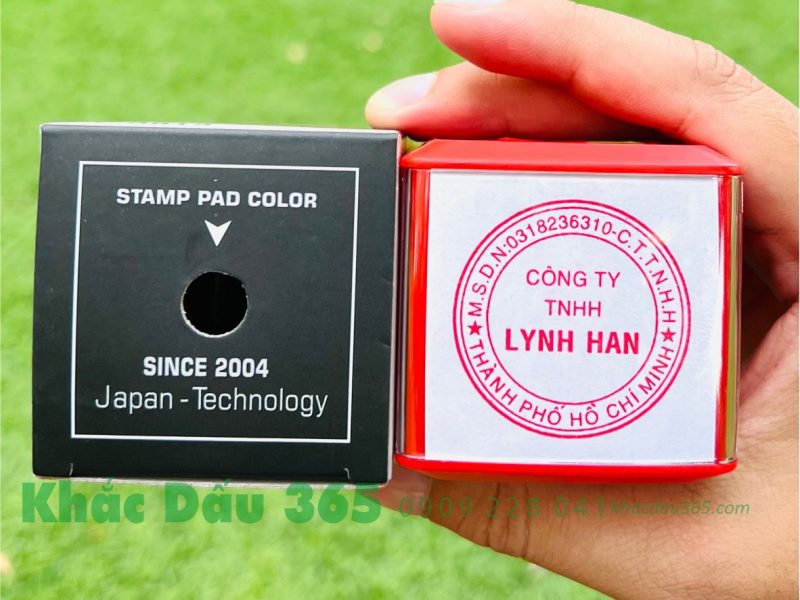 STAMP PAD COLOR
SINCE 2004
Japan - Technology
M.S.D.N:0318236310-C.T.T.N.H.H
CÔNG TY
TNHH
LYNH HAN
★ THÀNH PHỐ HỒ CHÍ MINH ★
Khắc Dấu 365 0909 228 041 khacdau365.com